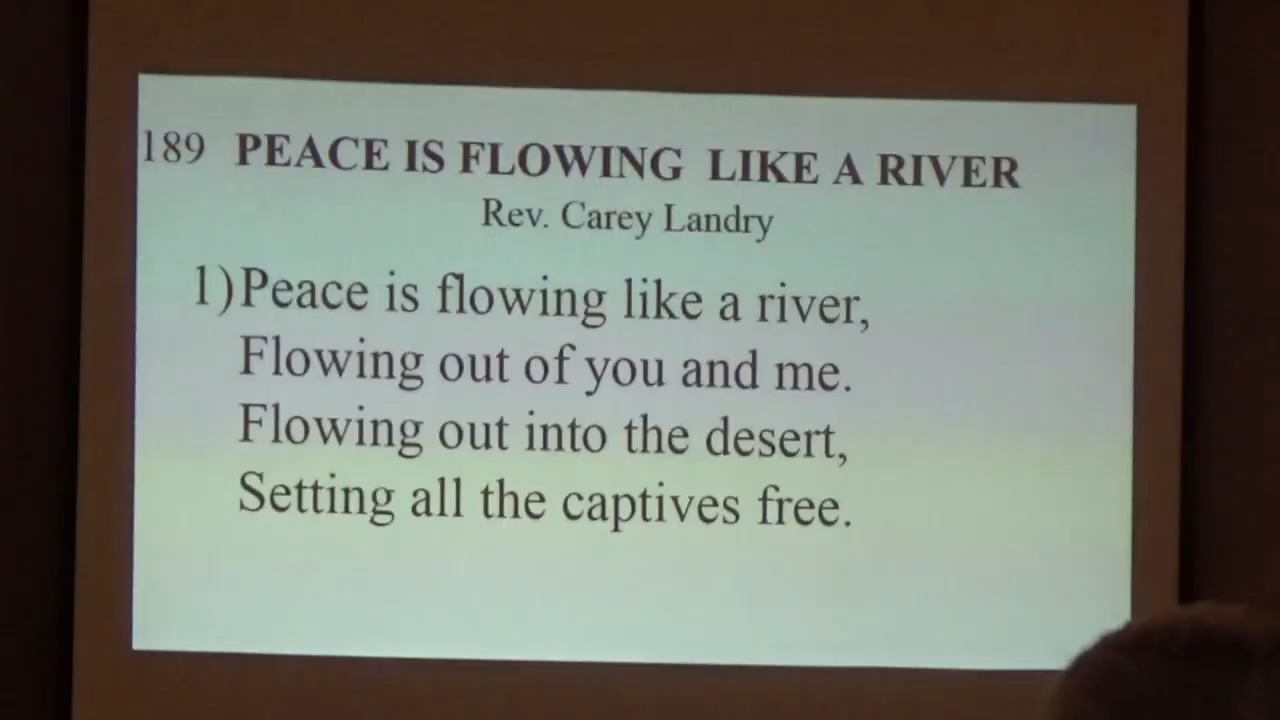 189 PEACE IS FLOWING LIKE A RIVER
Rev. Carey Landry
1)Peace is flowing like a river,
Flowing out of you and me.
Flowing out into the desert,
Setting all the captives free.